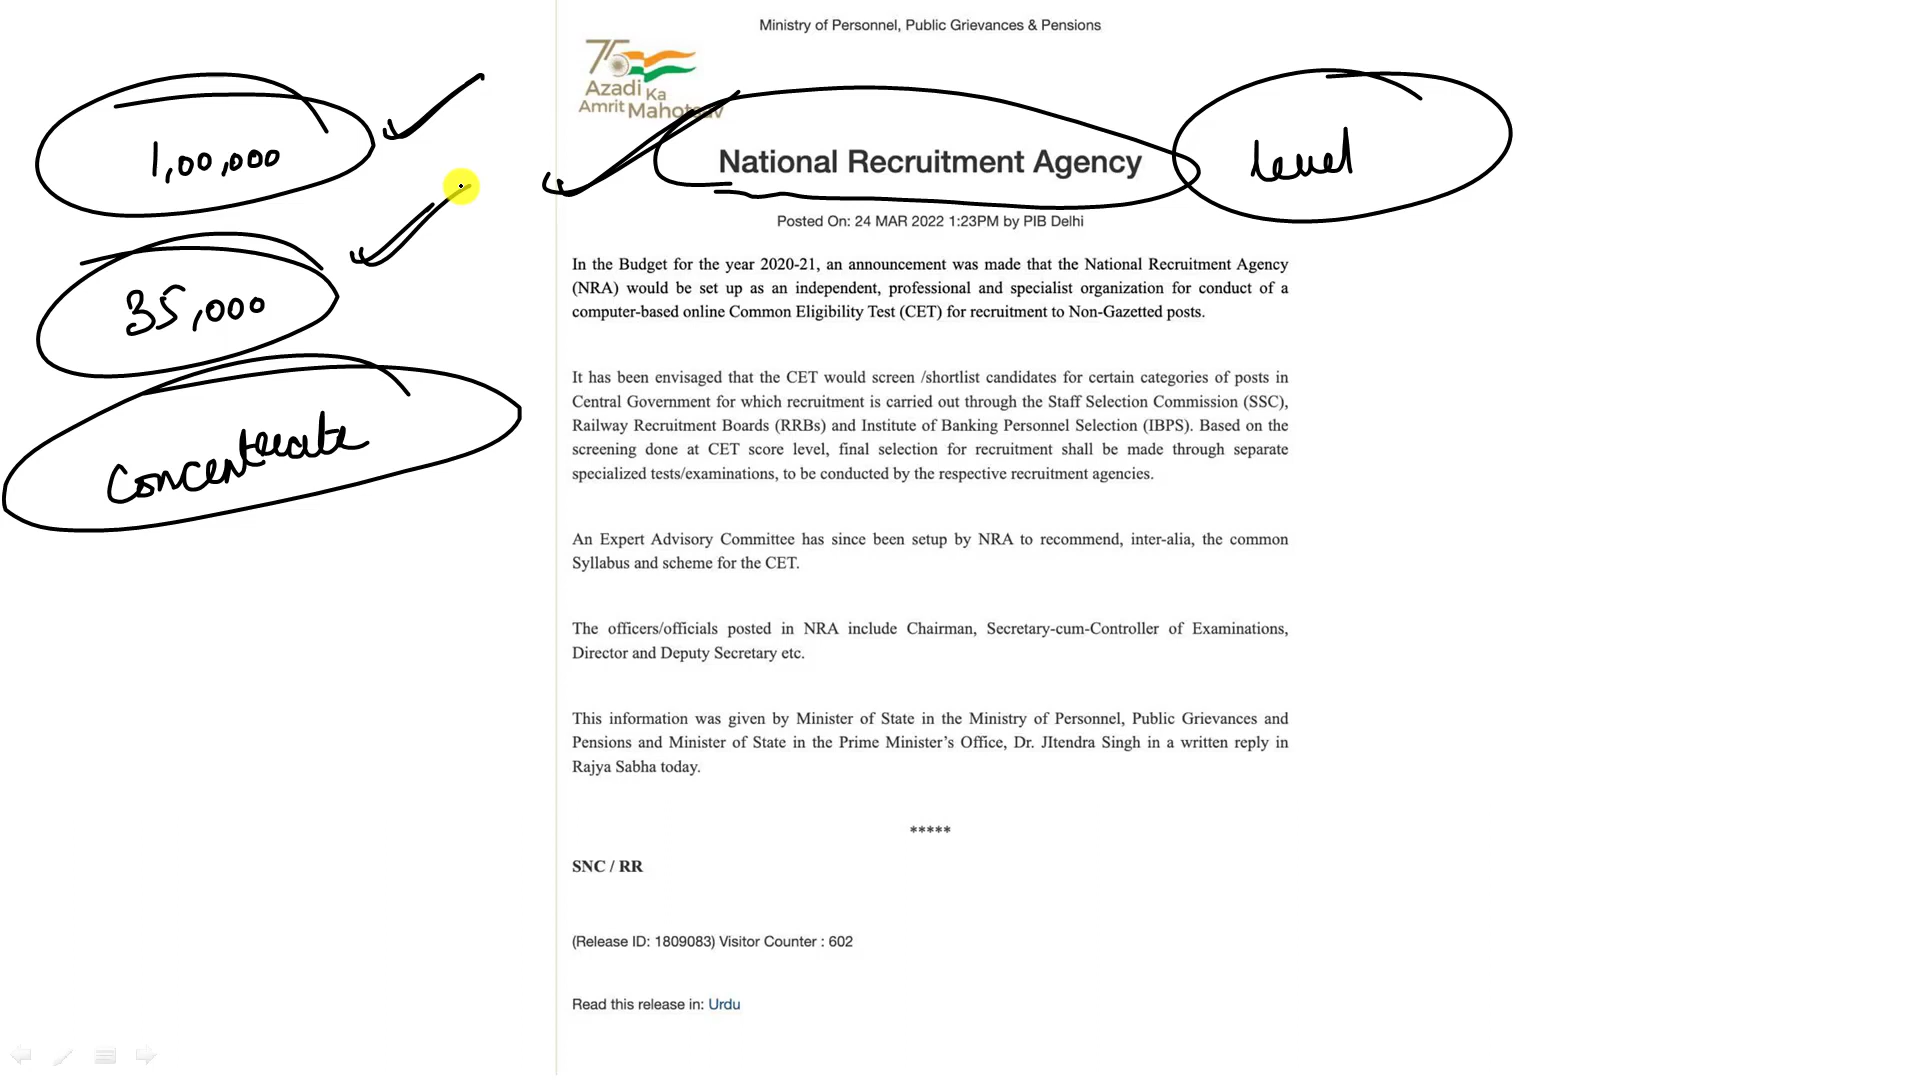 Ministry of Personnel, Public Grievances & Pensions
75
Azadi Ka
Amrit Mahotsav
1,00,000
National Recruitment Agency
level
Posted On: 24 MAR 2022 1:23PM by PIB Delhi
35,000
In the Budget for the year 2020-21, an announcement was made that the National Recruitment Agency
(NRA) would be set up as an independent, professional and specialist organization for conduct of a
computer-based online Common Eligibility Test (CET) for recruitment to Non-Gazetted posts.
Concentrate
It has been envisaged that the CET would screen /shortlist candidates for certain categories of posts in
Central Government for which recruitment is carried out through the Staff Selection Commission (SSC),
Railway Recruitment Boards (RRBs) and Institute of Banking Personnel Selection (IBPS). Based on the
screening done at CET score level, final selection for recruitment shall be made through separate
specialized tests/examinations, to be conducted by the respective recruitment agencies.
An Expert Advisory Committee has since been setup by NRA to recommend, inter-alia, the common
Syllabus and scheme for the CET.
The officers/officials posted in NRA include Chairman, Secretary-cum-Controller of Examinations,
Director and Deputy Secretary etc.
This information was given by Minister of State in the Ministry of Personnel, Public Grievances and
Pensions and Minister of State in the Prime Minister's Office, Dr. JItendra Singh in a written reply in
Rajya Sabha today.
*****
SNC / RR
(Release ID: 1809083) Visitor Counter : 602
Read this release in: Urdu